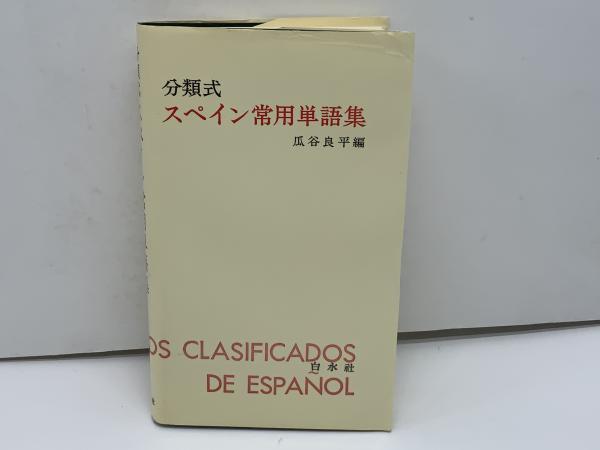 分類式
スペイン常用単語集
瓜谷良平編
OS CLASIFICADOS
白水社
DE ESPAÑOL